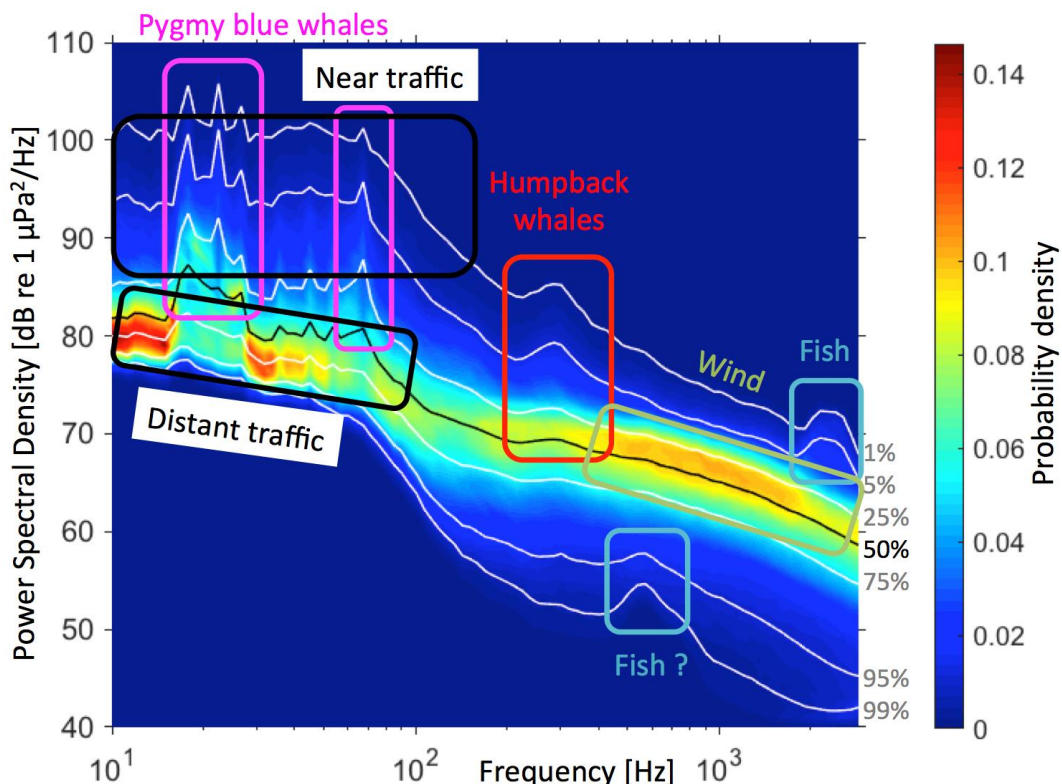 Pygmy blue whales
Near traffic
Humpback
whales
Wind
Fish
Distant traffic
Fish ?
1%
5%
25%
50%
75%
95%
99%
110
100
90
80
70
60
50
40
Power Spectral Density [dB re 1 µPa²/Hz]
10¹
10²
10³
Frequency [Hz]
0.14
0.12
0.1
0.08
0.06
0.04
0.02
0
Probability density